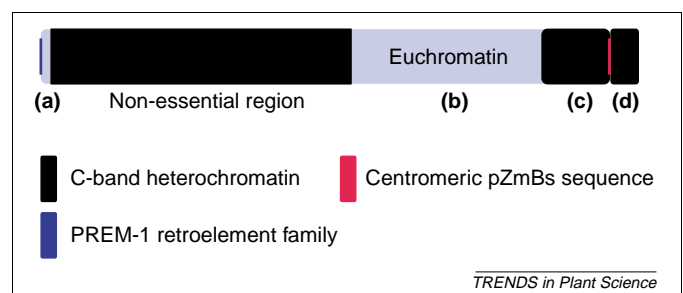 Euchromatin
(a) Non-essential region (b) (c) (d)
C-band heterochromatin
Centromeric pZmBs sequence
PREM-1 retroelement family
TRENDS in Plant Science